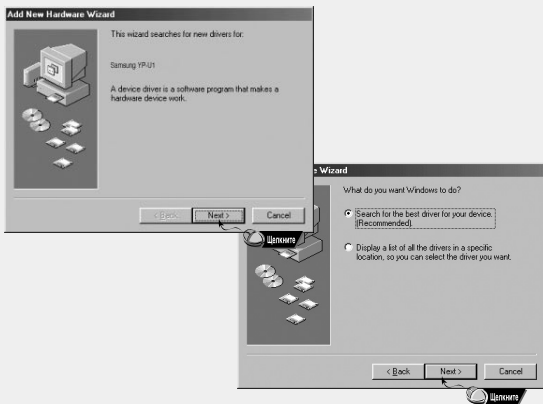 Add New Hardware Wizard
This wizard searches for new drivers for:
Samsung YP-U1
A device driver is a software program that makes a
hardware device work.
< Back
Next >
Cancel
Щелкните
e Wizard
What do you want Windows to do?
Search for the best driver for your device.
(Recommended).
Display a list of all the drivers in a specific
location, so you can select the driver you want.
< Back
Next >
Cancel
Щелкните